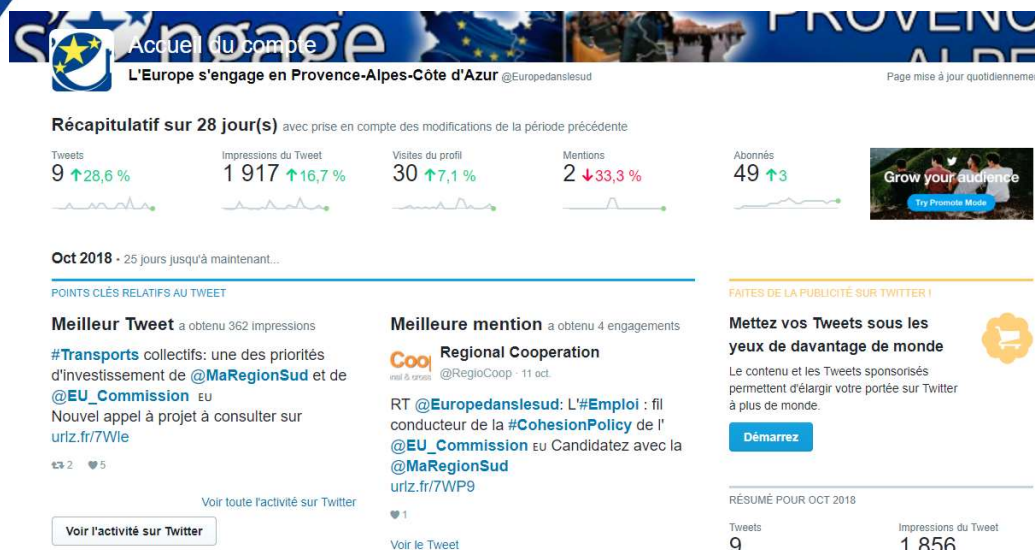 s'engage
PROVENC
ALPE
Accueil du compte
L'Europe s'engage en Provence-Alpes-Côte d'Azur @Europedanslesud
Page mise à jour quotidiennemen
Récapitulatif sur 28 jour(s) avec prise en compte des modifications de la période précédente
Tweets
9 ↑28,6 %
Impressions du Tweet
1 917 ↑16,7 %
Visites du profil
30 ↑7,1 %
Mentions
2 ↓33,3 %
Abonnés
49 ↑3
Grow your audience
Try Promote Mode
Oct 2018 • 25 jours jusqu'à maintenant...
POINTS CLÉS RELATIFS AU TWEET
Meilleur Tweet a obtenu 362 impressions
#Transports collectifs: une des priorités
d'investissement de @MaRegionSud et de
@EU_Commission EU
Nouvel appel à projet à consulter sur
urlz.fr/7Wle
2 5
Voir toute l'activité sur Twitter
Voir l'activité sur Twitter
Meilleure mention a obtenu 4 engagements
Coop
Regional Cooperation
@RegioCoop · 11 oct.
RT @Europedanslesud: L'#Emploi : fil
conducteur de la #CohesionPolicy de l'
@EU_Commission EU Candidatez avec la
@MaRegionSud
urlz.fr/7WP9
1
Voir le Tweet
FAITES DE LA PUBLICITÉ SUR TWITTER !
Mettez vos Tweets sous les
yeux de davantage de monde
Le contenu et les Tweets sponsorisés
permettent d'élargir votre portée sur Twitter
à plus de monde.
Démarrez
RÉSUMÉ POUR OCT 2018
Tweets
9
Impressions du Tweet
1 856